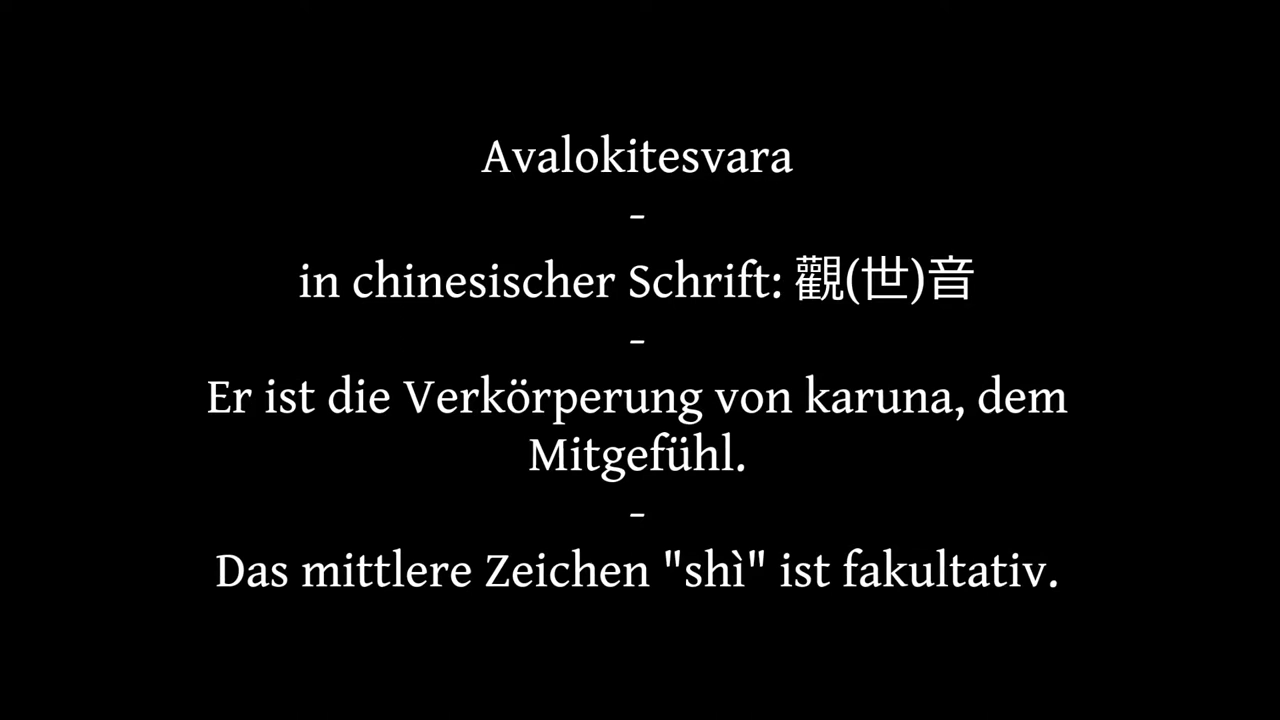 Avalokitesvara
-
in chinesischer Schrift: 觀(世)音
-
Er ist die Verkörperung von karuna, dem
Mitgefühl.
-
Das mittlere Zeichen "shì" ist fakultativ.